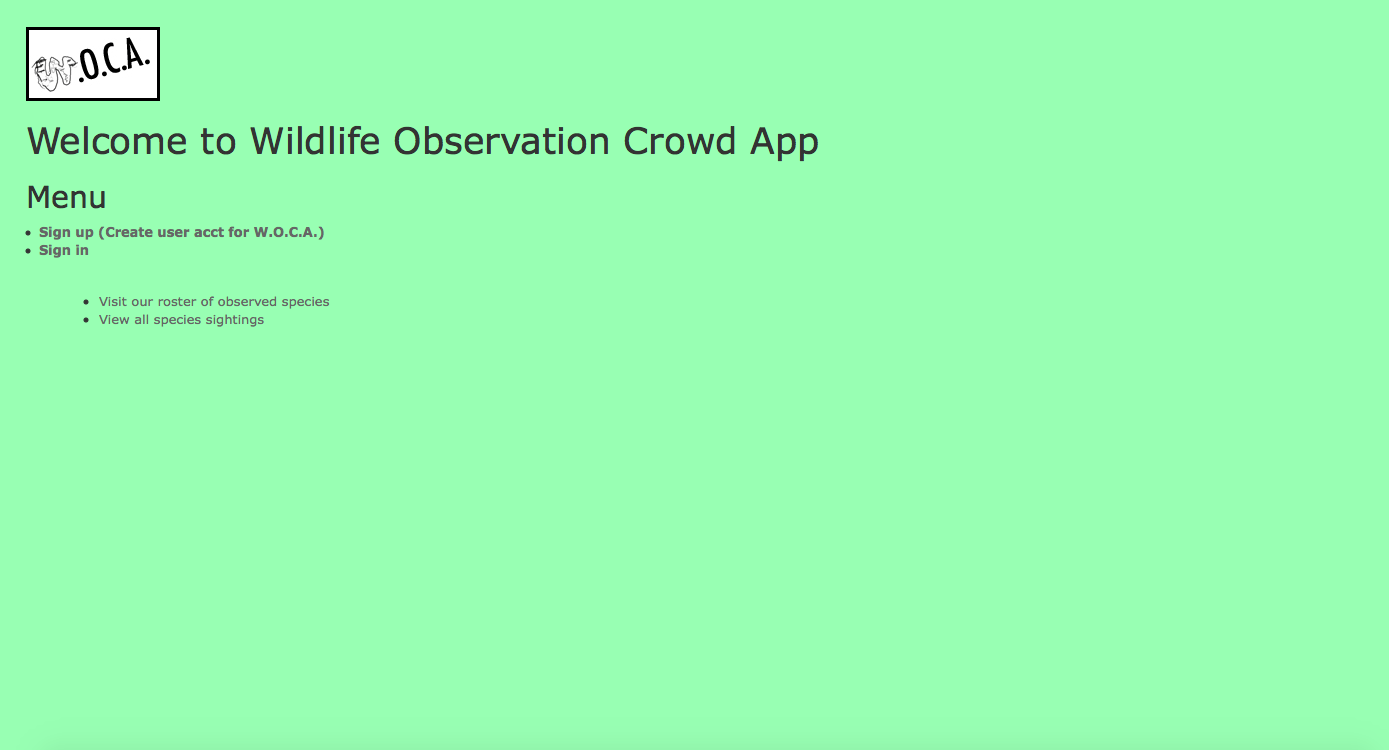 W.O.C.A.
Welcome to Wildlife Observation Crowd App
Menu
Sign up (Create user acct for W.O.C.A.)
Sign in
Visit our roster of observed species
View all species sightings